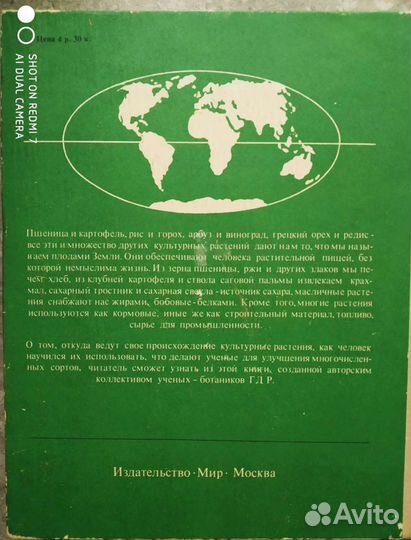 Цена 4 р. 30 к.
SHOT ON REDMI 7
AI DUAL CAMERA
Пшеница и картофель, рис и горох, арбуз и виноград, грецкий орех и редис -
все эти и множество других культурных растений дают нам то, что мы назы-
ваем плодами Земли. Они обеспечивают человека растительной пищей, без
которой немыслима жизнь. Из зерна пшеницы, ржи и других злаков мы пе-
чем хлеб, из клубней картофеля и ствола саговой пальмы извлекаем крах-
мал, сахарный тростник и сахарная свекла - источник сахара, масличные расте-
ния снабжают нас жирами, бобовые - белками. Кроме того, многие растения
используются как кормовые, иные же как строительный материал, топливо,
сырье для промышленности.
О том, откуда ведут свое происхождение культурные растения, как человек
научился их использовать, что делают ученые для улучшения многочислен-
ных сортов, читатель сможет узнать из этой книги, созданной авторским
коллективом ученых - ботаников ГДР.
Издательство · Мир · Москва
Avito